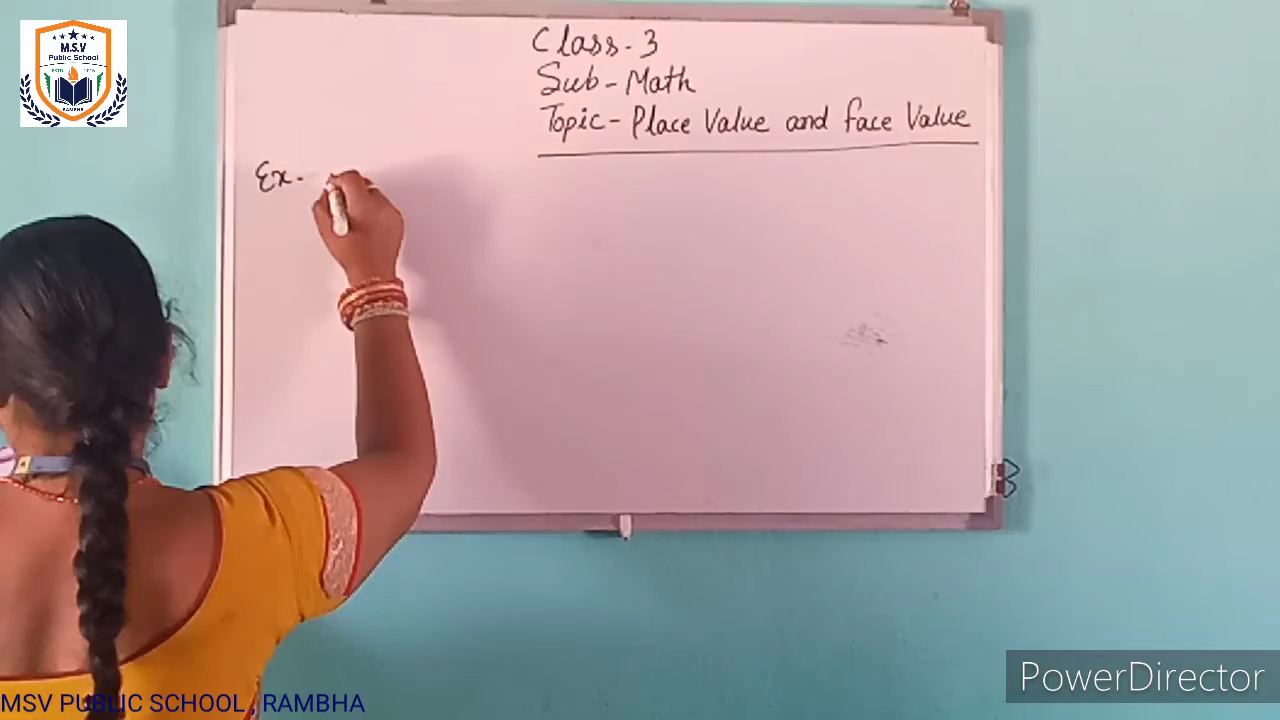 M.S.V
Public School
ESTD
RAMBHA
Class-3
Sub-Math
Topic-Place Value and face Value
Ex-
PowerDirector
MSV PUBLIC SCHOOL , RAMBHA